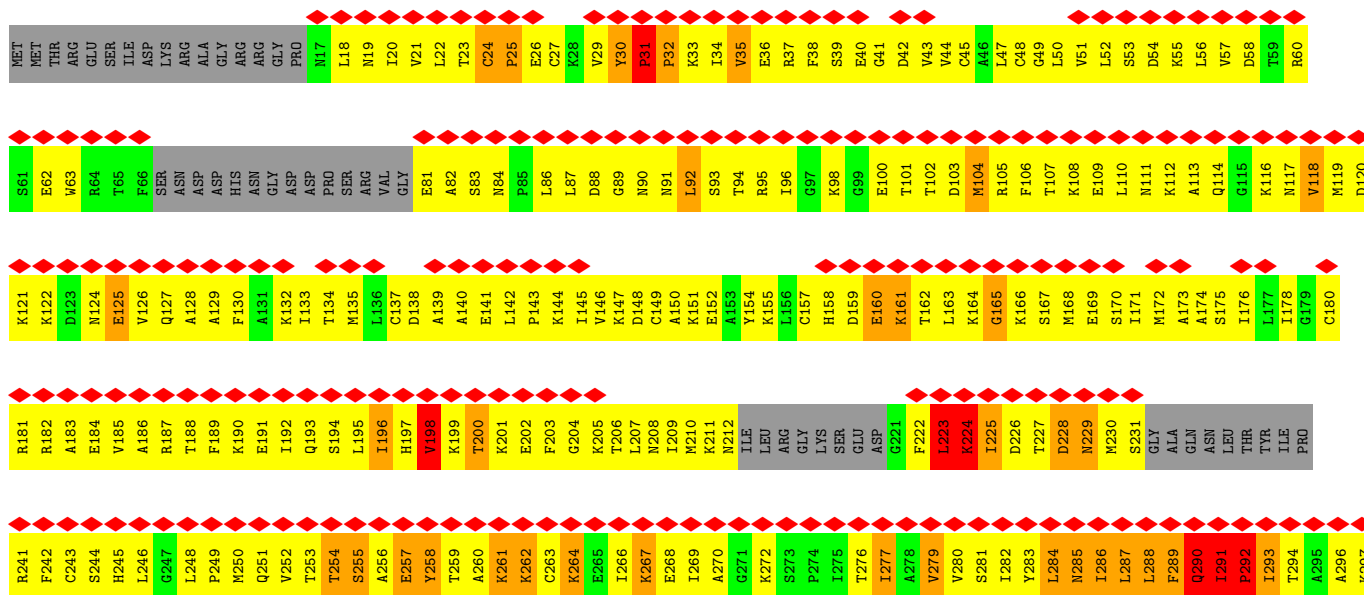 MET MET THR ARG GLU SER ILE ASP LYS ARG ALA GLY ARG ARG GLY PRO N17 L18 N19 I20 V21 L22 T23 C24 P25 E26 C27 K28 V29 Y30 P31 P32 K33 I34 V35 E36 R37 F38 S39 E40 G41 D42 V43 V44 C45 A46 L47 C48 G49 L50 V51 L52 S53 D54 K55 L56 V57 D58 T59 R60
S61 E62 W63 R64 T65 F66 SER ASN ASP ASP HIS ASN GLY ASP ASP PRO SER ARG VAL GLY E81 A82 S83 N84 P85 L86 L87 D88 G89 N90 N91 L92 S93 T94 R95 I96 G97 K98 G99 E100 T101 T102 D103 M104 R105 F106 T107 K108 E109 L110 N111 K112 A113 Q114 G115 K116 N117 V118 M119 D120
K121 K122 D123 N124 E125 V126 Q127 A128 A129 F130 A131 K132 I133 T134 M135 L136 C137 D138 A139 A140 E141 L142 P143 K144 I145 V146 K147 D148 C149 A150 K151 E152 A153 Y154 K155 L156 C157 H158 D159 E160 K161 T162 L163 K164 G165 K166 S167 M168 E169 S170 I171 M172 A173 A174 S175 I176 L177 I178 G179 C180
R181 R182 A183 E184 V185 A186 R187 T188 F189 K190 E191 I192 Q193 S194 L195 I196 H197 V198 K199 T200 K201 E202 F203 G204 K205 T206 L207 N208 I209 M210 K211 N212 ILE LEU ARG GLY LYS SER GLU ASP G221 F222 L223 K224 I225 D226 T227 D228 N229 M230 S231 GLY ALA GLN ASN LEU THR TYR ILE PRO
R241 F242 C243 S244 H245 L246 G247 L248 P249 M250 Q251 V252 T253 T254 S255 A256 E257 Y258 T259 A260 K261 K262 C263 K264 E265 I266 K267 E268 I269 A270 G271 K272 S273 P274 I275 T276 I277 A278 V279 V280 S281 I282 Y283 L284 N285 I286 L287 L288 F289 Q290 I291 P292 I293 T294 A295 A296 K297